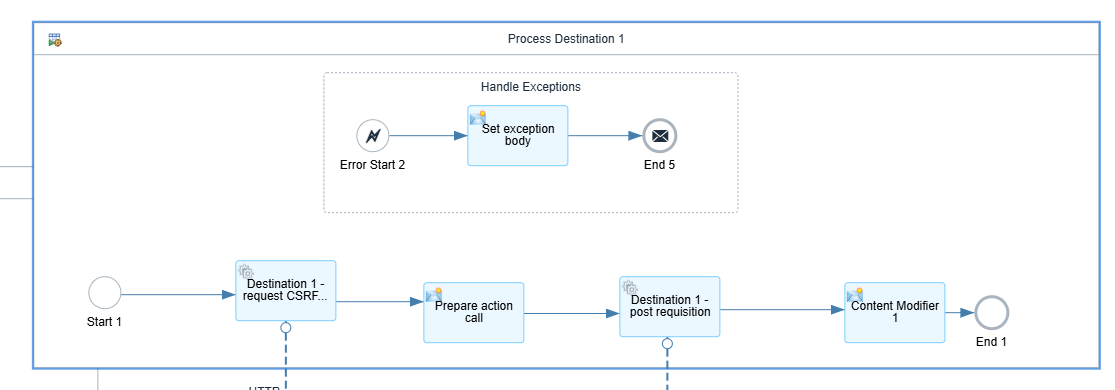 Process Destination 1
Handle Exceptions
Set exception
body
Error Start 2
End 5
Destination 1 -
request CSRF...
Prepare action
call
Destination 1 -
post requisition
Content Modifier
1
Start 1
End 1
HTTP